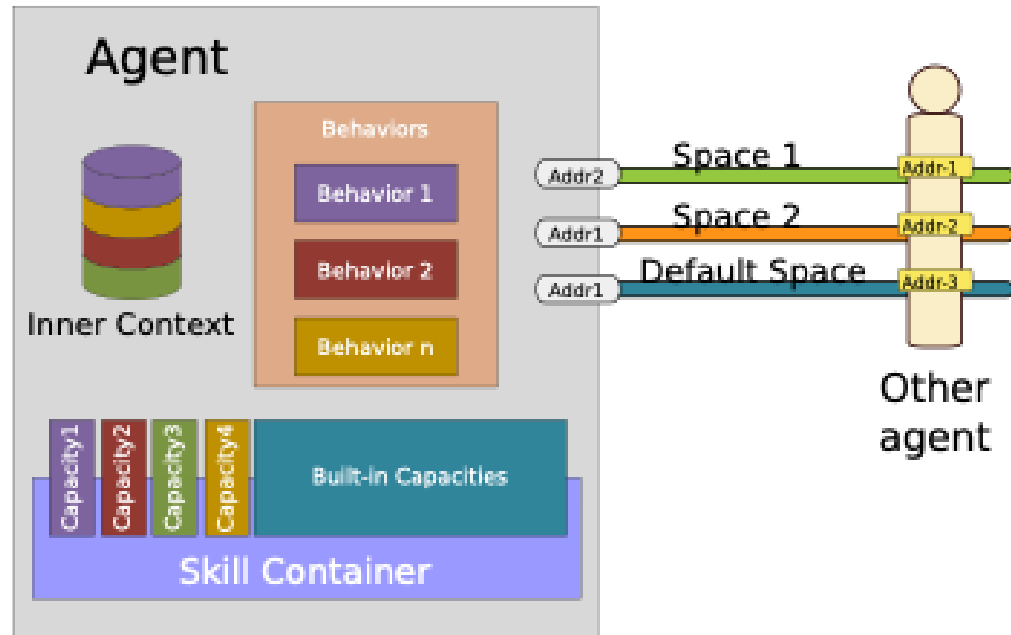 Agent
Behaviors
Behavior 1
Behavior 2
Behavior n
Inner Context
Capacity1
Capacity2
Capacity3
Capacity4
Built-in Capacities
Skill Container
Addr2
Space 1
Addr-1
Addr1
Space 2
Addr-2
Addr1
Default Space
Addr-3
Other
agent